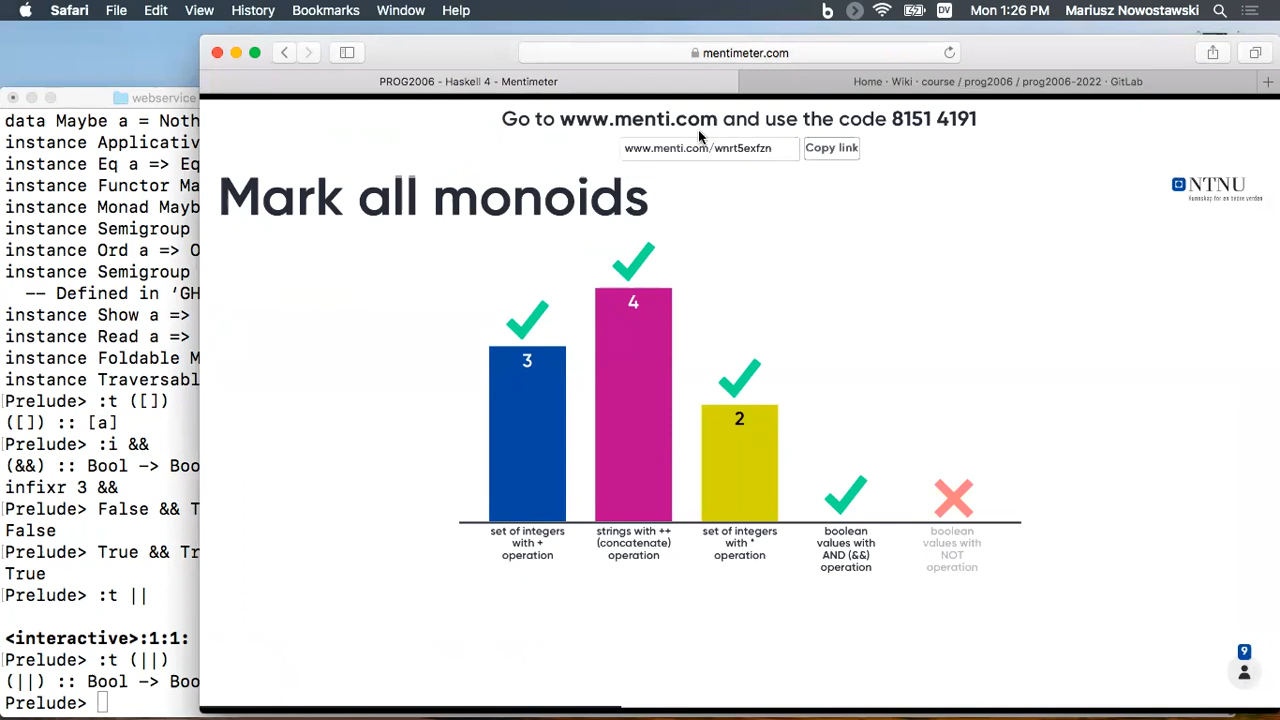 Safari File Edit View History Bookmarks Window Help DV Mon 1:26 PM Mariusz Nowostawski
mentimeter.com
PROG2006 - Haskell 4 - Mentimeter
Home · Wiki · course / prog2006 / prog2006-2022 · GitLab
webservice
data Maybe a = Noth
instance Applicativ
instance Eq a => Eq
instance Functor Ma
instance Monad Mayb
instance Semigroup
instance Ord a => O
instance Semigroup
-- Defined in ‘GH
instance Show a =>
instance Read a =>
instance Foldable M
instance Traversabl
Prelude> :t ([])
([]) :: [a]
Prelude> :i &&
(&&) :: Bool -> Boo
infixr 3 &&
Prelude> False && T
False
Prelude> True && Tr
True
Prelude> :t ||
<interactive>:1:1:
Prelude> :t (||)
(||) :: Bool -> Boo
Prelude>
Go to www.menti.com and use the code 8151 4191
www.menti.com/wnrt5exfzn
Copy link
Mark all monoids
NTNU
Kunnskap for en bedre verden
3
4
2
set of integers
with +
operation
strings with ++
(concatenate)
operation
set of integers
with *
operation
boolean
values with
AND (&&)
operation
boolean
values with
NOT
operation
9